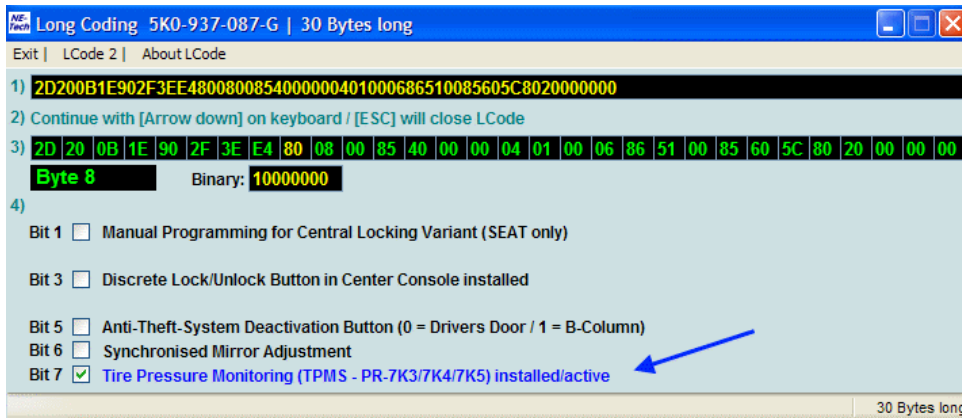 NE-Tech Long Coding 5K0-937-087-G | 30 Bytes long
Exit | LCode 2 | About LCode
1) 2D200B1E902F3EE4800800854000000401000686510085605C8020000000
2) Continue with [Arrow down] on keyboard / [ESC] will close LCode
3) 2D 20 0B 1E 90 2F 3E E4 80 08 00 85 40 00 00 04 01 00 06 86 51 00 85 60 5C 80 20 00 00 00
Byte 8 Binary: 10000000
4)
Bit 1 Manual Programming for Central Locking Variant (SEAT only)
Bit 3 Discrete Lock/Unlock Button in Center Console installed
Bit 5 Anti-Theft-System Deactivation Button (0 = Drivers Door / 1 = B-Column)
Bit 6 Synchronised Mirror Adjustment
Bit 7 Tire Pressure Monitoring (TPMS - PR-7K3/7K4/7K5) installed/active
30 Bytes long